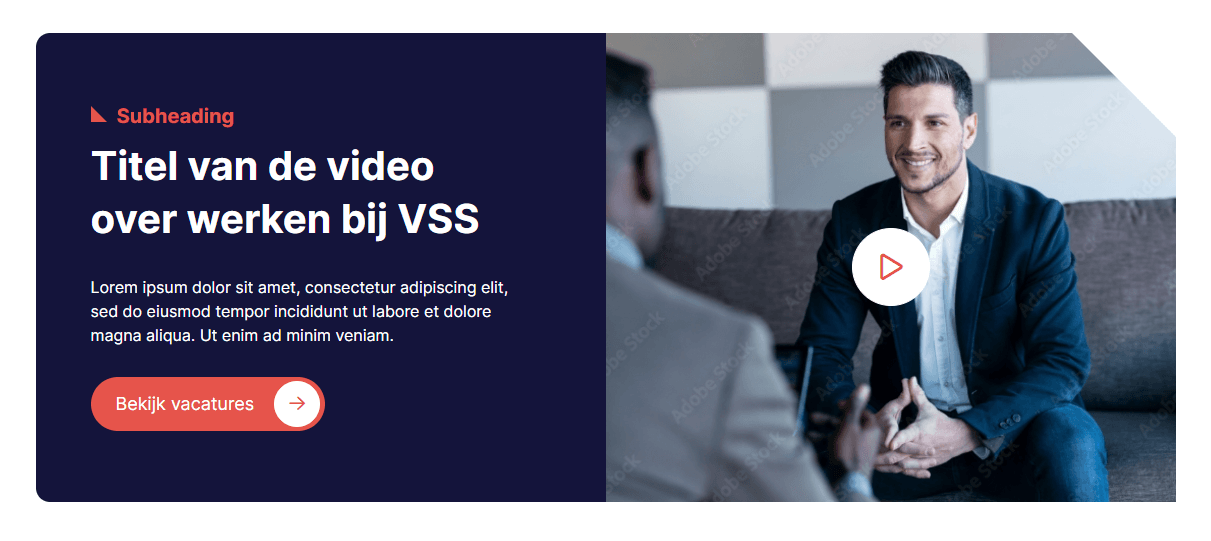 Subheading
Titel van de video
over werken bij VSS
Lorem ipsum dolor sit amet, consectetur adipiscing elit,
sed do eiusmod tempor incididunt ut labore et dolore
magna aliqua. Ut enim ad minim veniam.
Bekijk vacatures
Adobe Stock